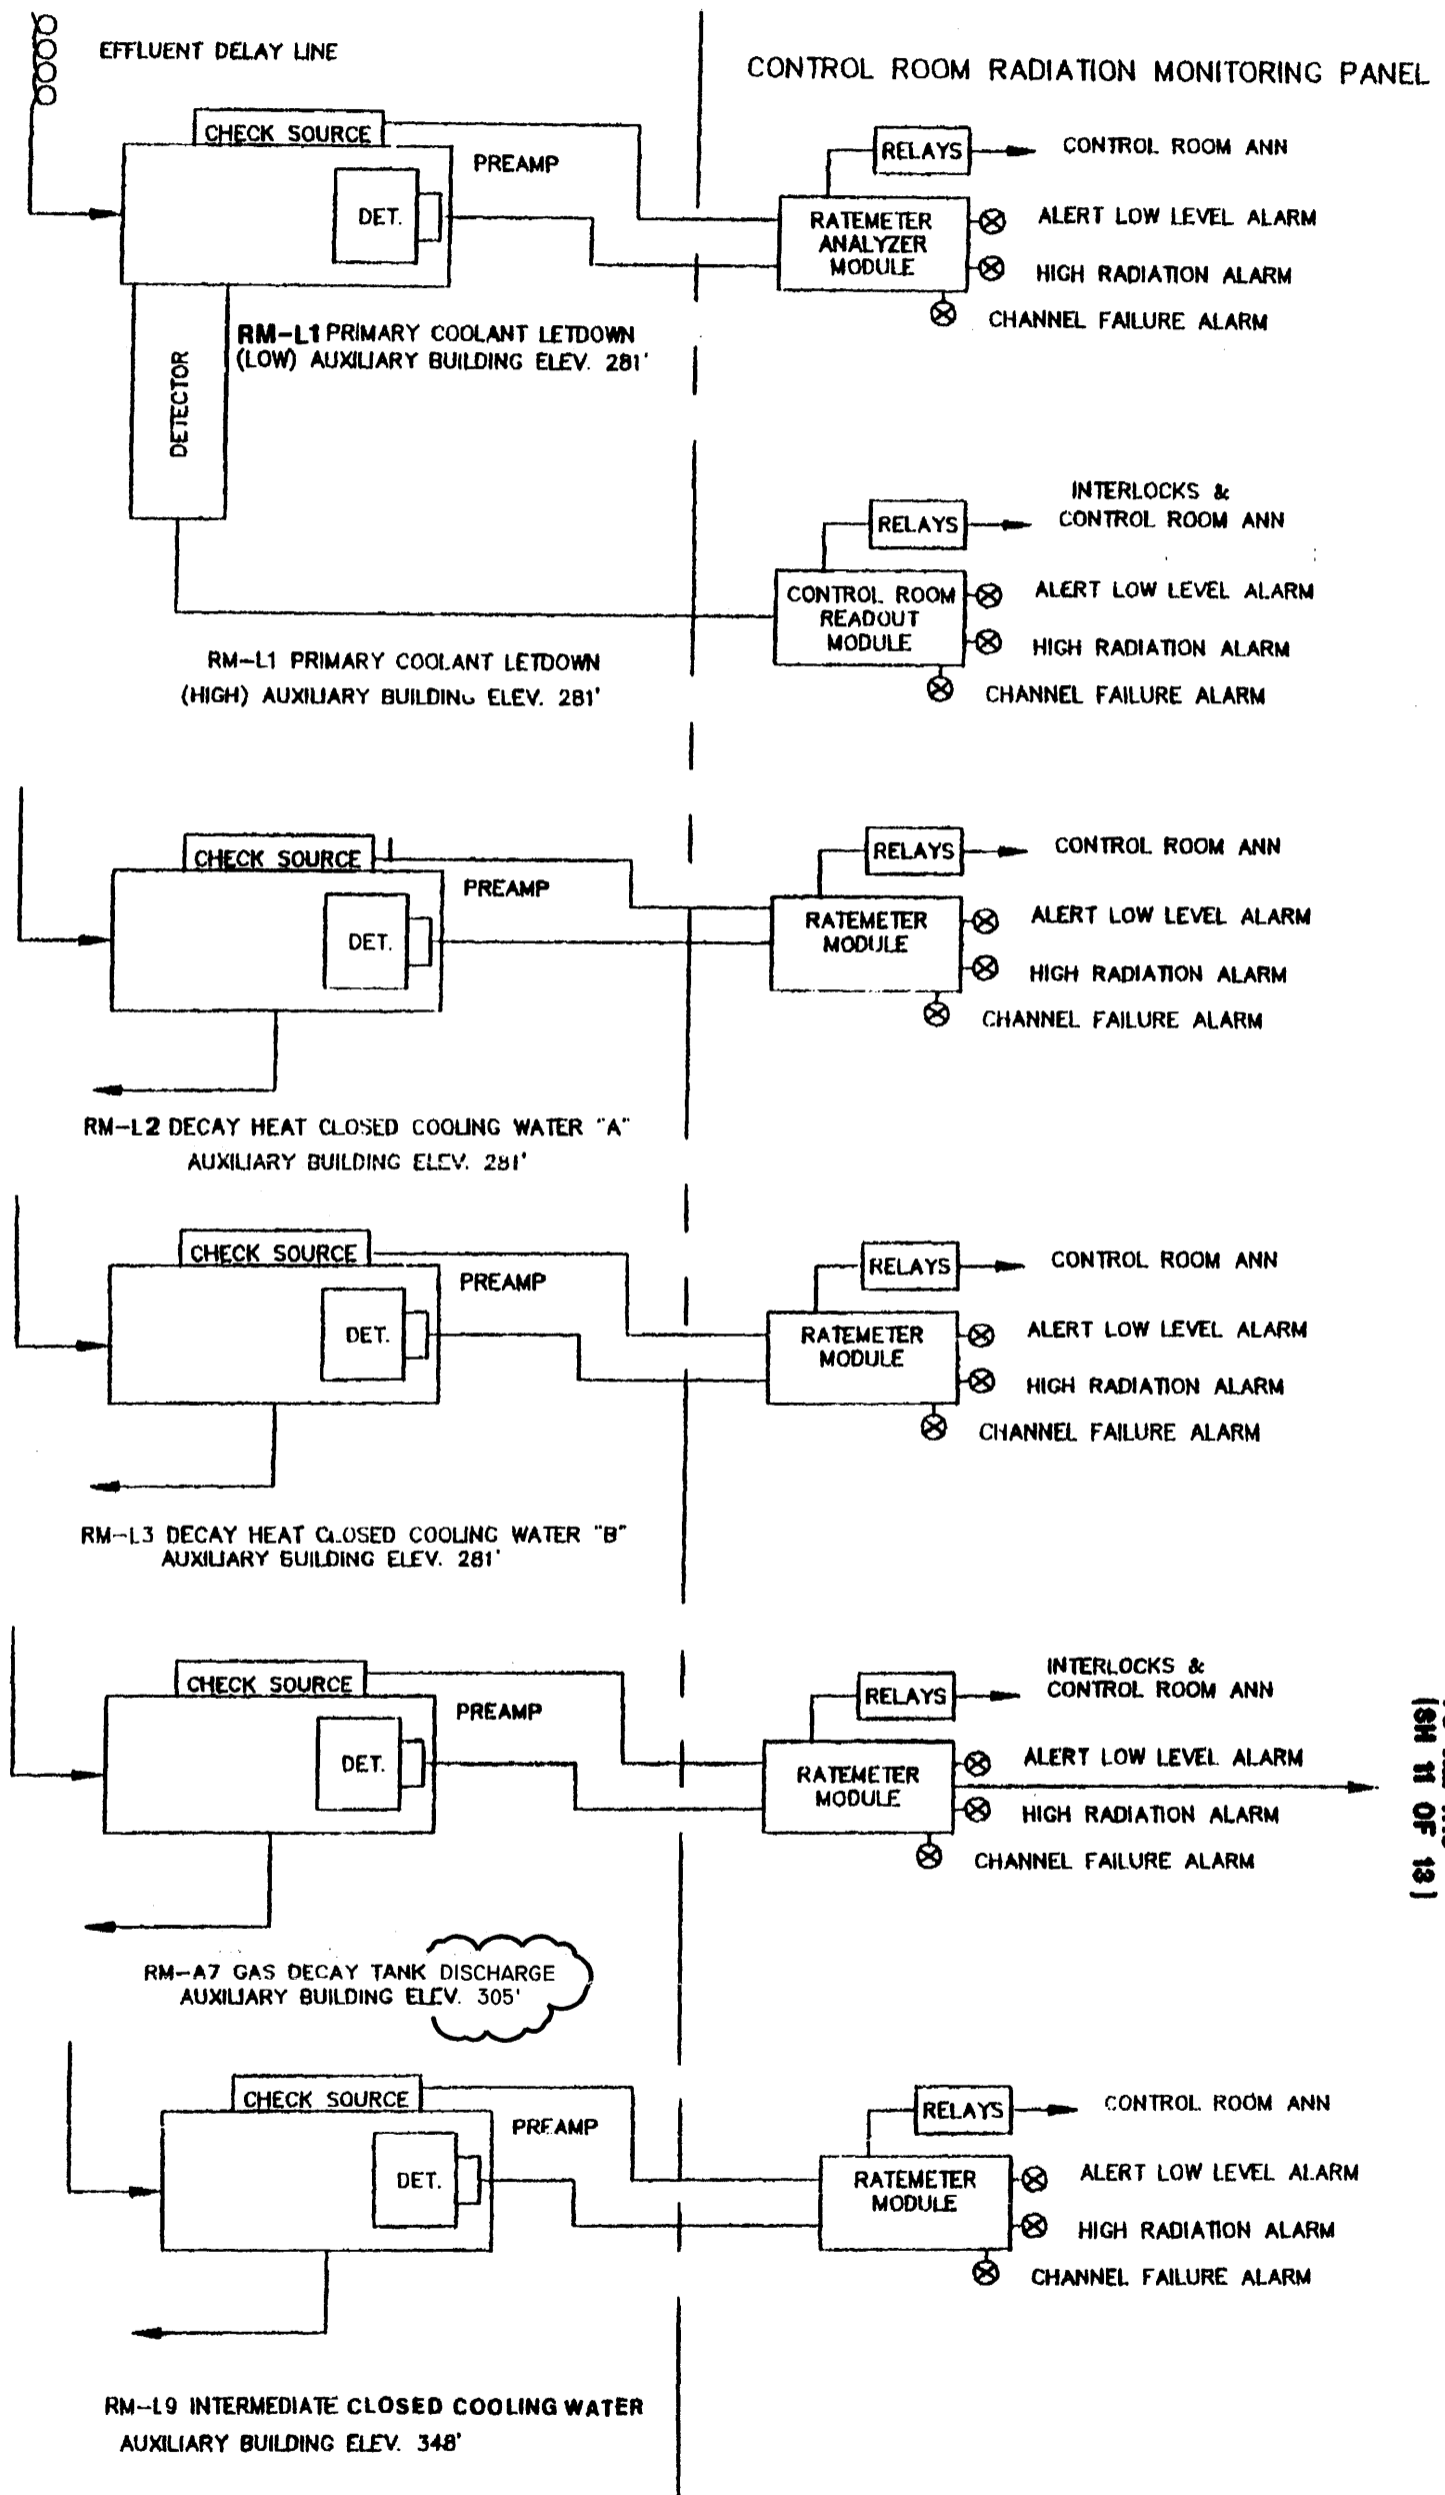 EFFLUENT DELAY LINE
CONTROL ROOM RADIATION MONITORING PANEL
CHECK SOURCE
PREAMP
DET.
RELAYS
CONTROL ROOM ANN
RATEMETER
ANALYZER
MODULE
ALERT LOW LEVEL ALARM
HIGH RADIATION ALARM
CHANNEL FAILURE ALARM
RM-L1 PRIMARY COOLANT LETDOWN
(LOW) AUXILIARY BUILDING ELEV. 281'
DETECTOR
INTERLOCKS &
CONTROL ROOM ANN
RELAYS
CONTROL ROOM
READOUT
MODULE
ALERT LOW LEVEL ALARM
HIGH RADIATION ALARM
CHANNEL FAILURE ALARM
RM-L1 PRIMARY COOLANT LETDOWN
(HIGH) AUXILIARY BUILDING ELEV. 281'
CHECK SOURCE
PREAMP
DET.
RELAYS
CONTROL ROOM ANN
RATEMETER
MODULE
ALERT LOW LEVEL ALARM
HIGH RADIATION ALARM
CHANNEL FAILURE ALARM
RM-L2 DECAY HEAT CLOSED COOLING WATER "A"
AUXILIARY BUILDING ELEV. 281'
CHECK SOURCE
PREAMP
DET.
RELAYS
CONTROL ROOM ANN
RATEMETER
MODULE
ALERT LOW LEVEL ALARM
HIGH RADIATION ALARM
CHANNEL FAILURE ALARM
RM-L3 DECAY HEAT CLOSED COOLING WATER "B"
AUXILIARY BUILDING ELEV. 281'
CHECK SOURCE
PREAMP
DET.
INTERLOCKS &
CONTROL ROOM ANN
RELAYS
RATEMETER
MODULE
ALERT LOW LEVEL ALARM
HIGH RADIATION ALARM
CHANNEL FAILURE ALARM
(SH 11 OF 13)
RM-A7 GAS DECAY TANK DISCHARGE
AUXILIARY BUILDING ELEV. 305'
CHECK SOURCE
PREAMP
DET.
RELAYS
CONTROL ROOM ANN
RATEMETER
MODULE
ALERT LOW LEVEL ALARM
HIGH RADIATION ALARM
CHANNEL FAILURE ALARM
RM-L9 INTERMEDIATE CLOSED COOLING WATER
AUXILIARY BUILDING ELEV. 348'